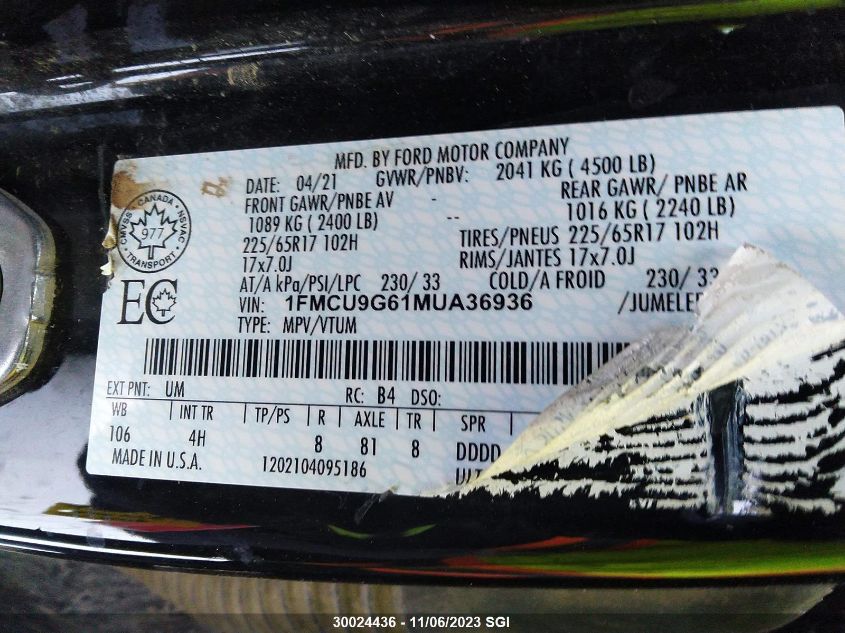 MFD. BY FORD MOTOR COMPANY
DATE: 04/21 GVWR/PNBV: 2041 KG ( 4500 LB)
FRONT GAWR/PNBE AV REAR GAWR/ PNBE AR
1089 KG ( 2400 LB) -- 1016 KG ( 2240 LB)
225/65R17 102H TIRES/PNEUS 225/65R17 102H
17x7.0J RIMS/JANTES 17x7.0J
AT/A kPa/PSI/LPC 230/ 33 COLD/A FROID 230/ 33
VIN: 1FMCU9G61MUA36936 /JUMELE
TYPE: MPV/VTUM
CMVSS - CANADA - NSVAC
977
TRANSPORT
EC
EXT PNT: UM RC: B4 DSO:
WB INT TR TP/PS R AXLE TR SPR
106 4H 8 81 8 DDDD
MADE IN U.S.A. 1202104095186
30024436 - 11/06/2023 SGI